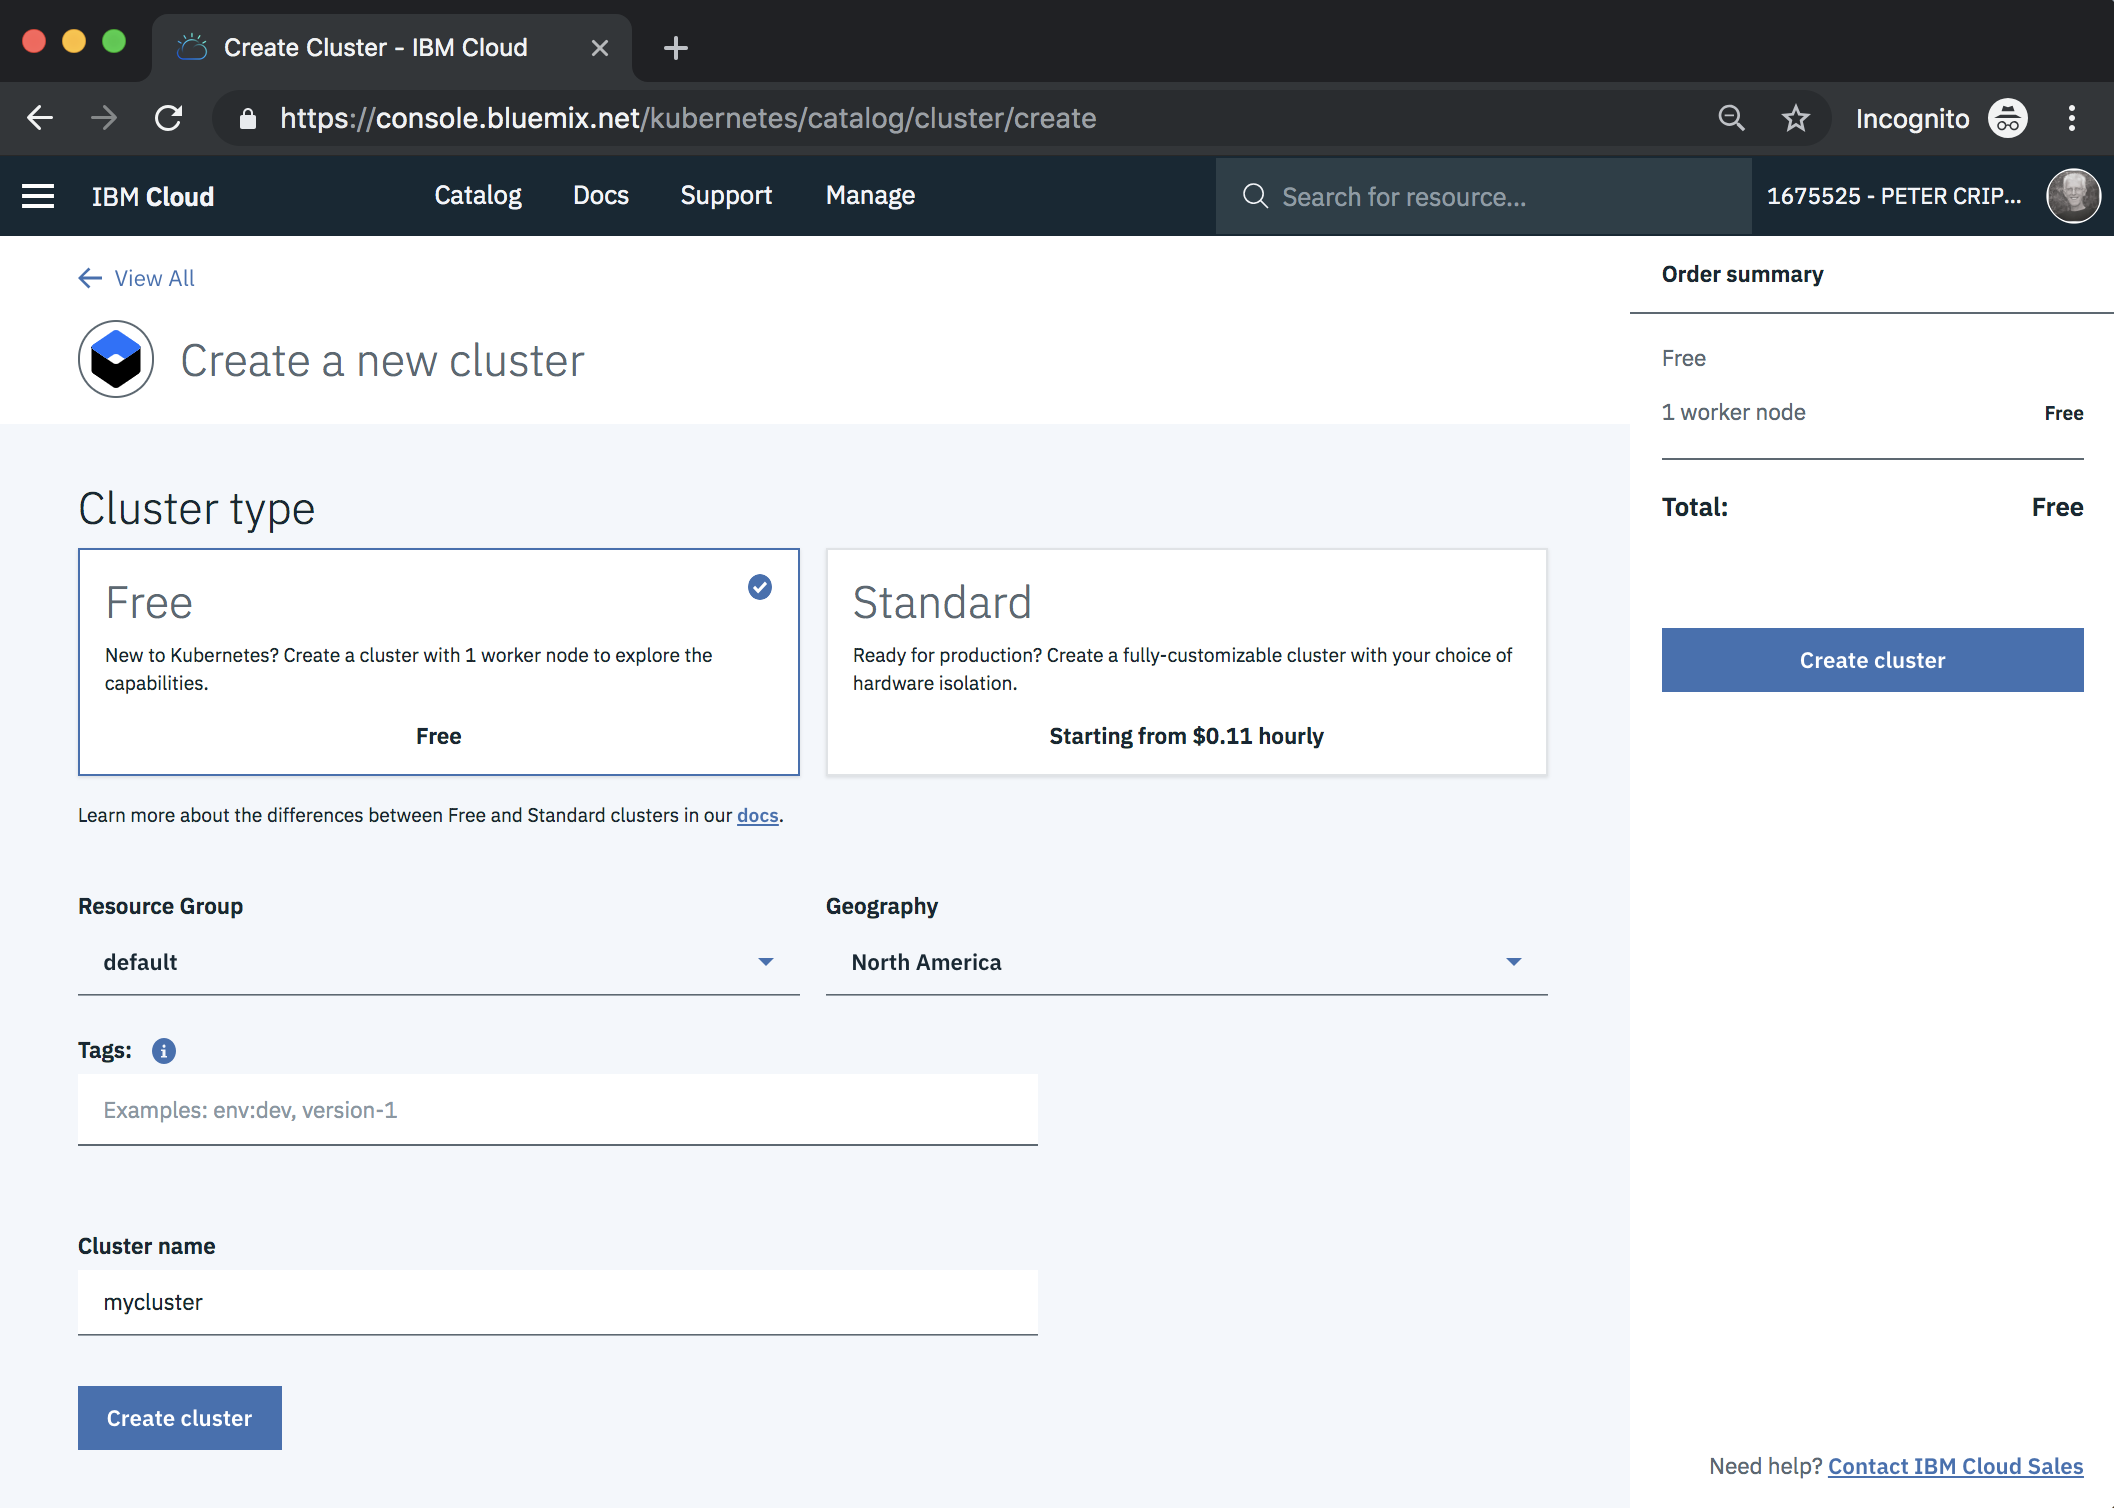 Create Cluster - IBM Cloud
https://console.bluemix.net/kubernetes/catalog/cluster/create
Incognito
IBM Cloud
Catalog
Docs
Support
Manage
Search for resource...
1675525 - PETER CRIP...
View All
Create a new cluster
Cluster type
Free
New to Kubernetes? Create a cluster with 1 worker node to explore the
capabilities.
Free
Standard
Ready for production? Create a fully-customizable cluster with your choice of
hardware isolation.
Starting from $0.11 hourly
Learn more about the differences between Free and Standard clusters in our docs.
Resource Group
default
Geography
North America
Tags:
Examples: env:dev, version-1
Cluster name
mycluster
Create cluster
Order summary
Free
1 worker node Free
Total: Free
Create cluster
Need help? Contact IBM Cloud Sales